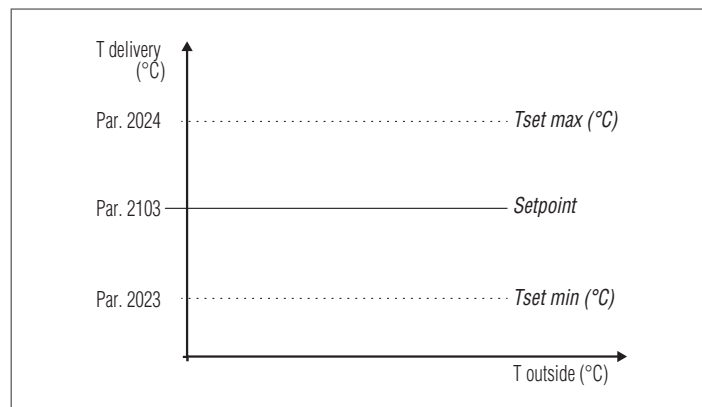 T delivery
(°C)
Par. 2024
Tset max (°C)
Par. 2103
Setpoint
Par. 2023
Tset min (°C)
T outside (°C)